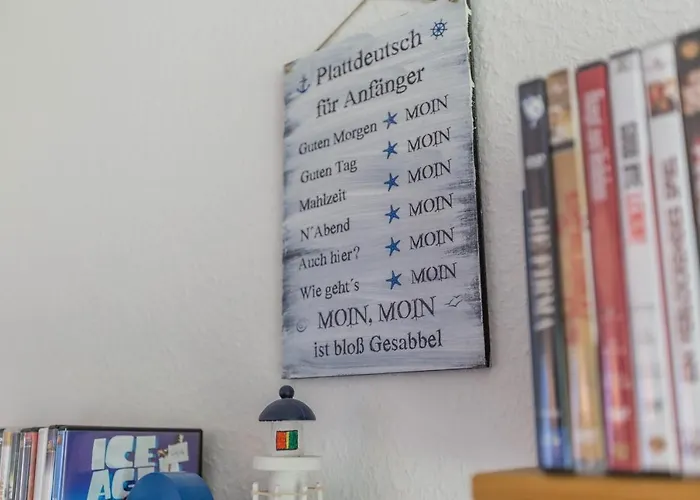 Plattdeutsch
für Anfänger
Guten Morgen MOIN
Guten Tag MOIN
Mahlzeit MOIN
N´Abend MOIN
Auch hier? MOIN
Wie geht´s MOIN
MOIN, MOIN
ist bloß Gesabbel
ICE
AGE